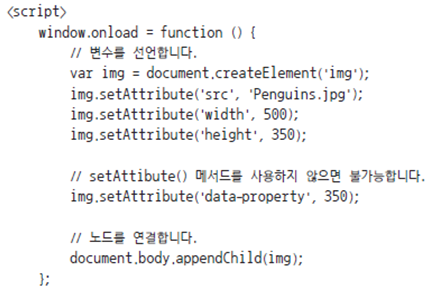 <script>
window.onload = function () {
// 변수를 선언합니다.
var img = document.createElement('img');
img.setAttribute('src', 'Penguins.jpg');
img.setAttribute('width', 500);
img.setAttribute('height', 350);
// setAttibute() 메서드를 사용하지 않으면 불가능합니다.
img.setAttribute('data-property', 350);
// 노드를 연결합니다.
document.body.appendChild(img);
};